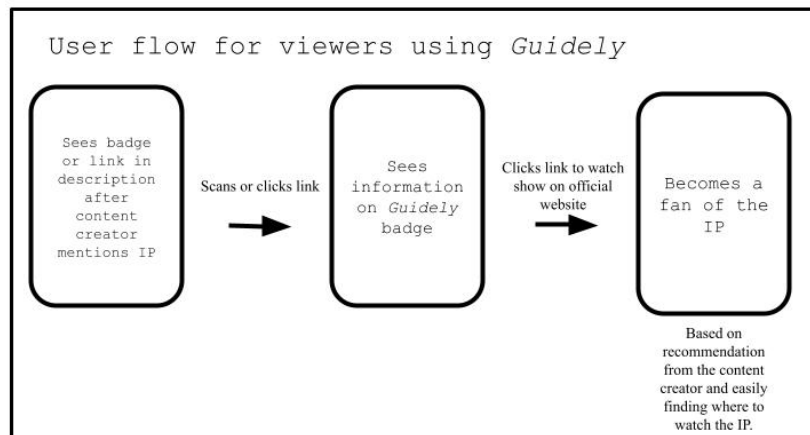 User flow for viewers using Guidely
Sees badge
or link in
description
after
content
creator
mentions IP
Scans or clicks link
Sees
information
on Guidely
badge
Clicks link to watch
show on official
website
Becomes a
fan of the
IP
Based on
recommendation
from the content
creator and easily
finding where to
watch the IP.